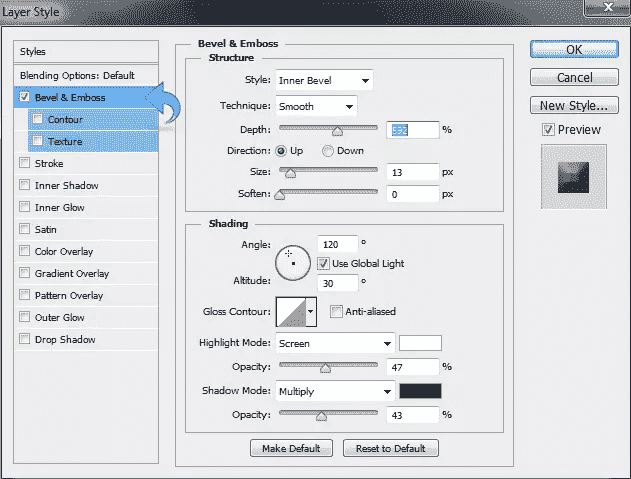 Layer Style
Styles
Blending Options: Default
Bevel & Emboss
Contour
Texture
Stroke
Inner Shadow
Inner Glow
Satin
Color Overlay
Gradient Overlay
Pattern Overlay
Outer Glow
Drop Shadow
Bevel & Emboss
Structure
Style: Inner Bevel
Technique: Smooth
Depth: 592 %
Direction: Up Down
Size: 13 px
Soften: 0 px
Shading
Angle: 120 °
Use Global Light
Altitude: 30 °
Gloss Contour: Anti-aliased
Highlight Mode: Screen
Opacity: 47 %
Shadow Mode: Multiply
Opacity: 43 %
Make Default Reset to Default
OK
Cancel
New Style...
Preview